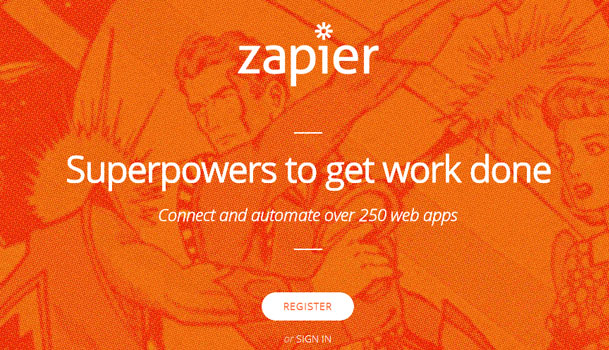 zapier
Superpowers to get work done
Connect and automate over 250 web apps
REGISTER
or SIGN IN